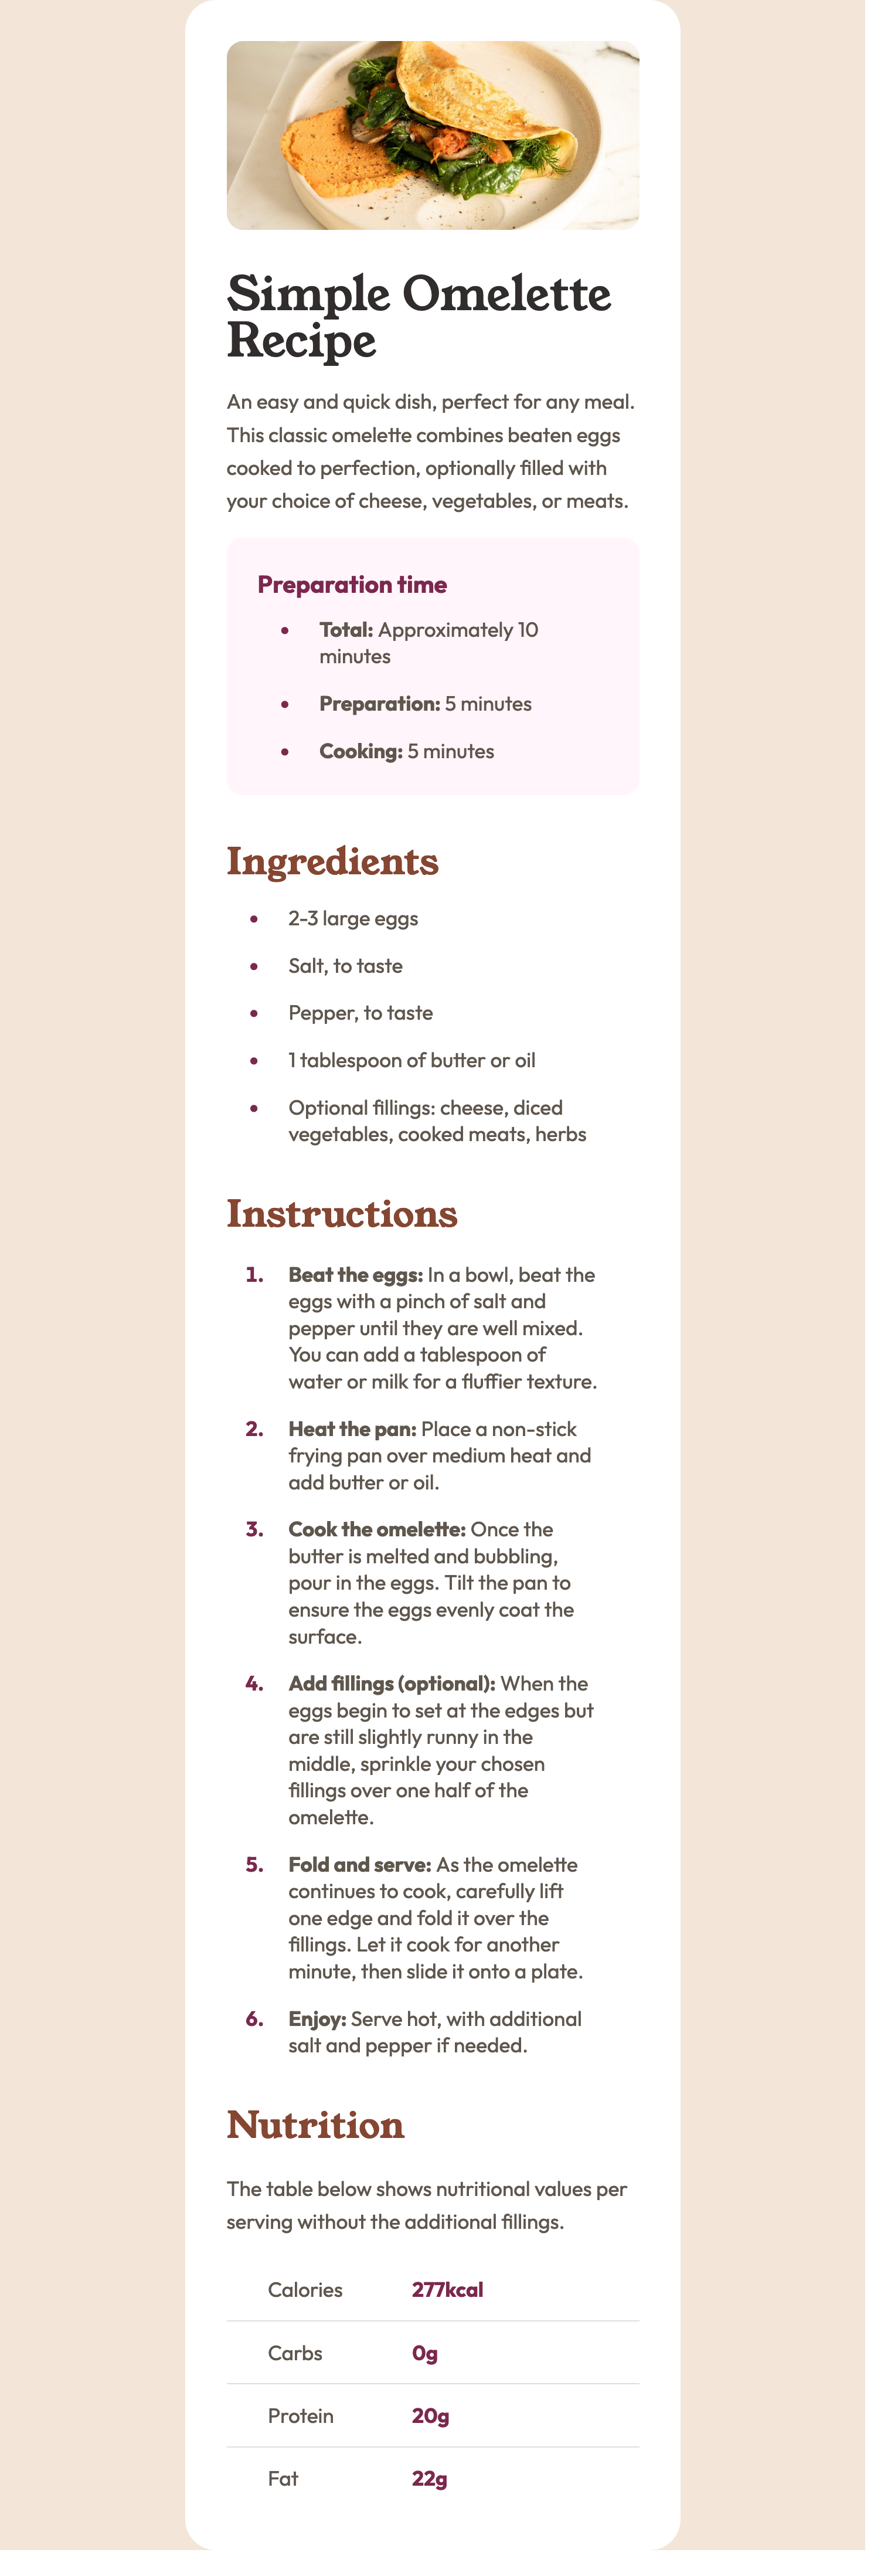 Simple Omelette
Recipe
An easy and quick dish, perfect for any meal.
This classic omelette combines beaten eggs
cooked to perfection, optionally filled with
your choice of cheese, vegetables, or meats.
Preparation time
• Total: Approximately 10
minutes
• Preparation: 5 minutes
• Cooking: 5 minutes
Ingredients
• 2-3 large eggs
• Salt, to taste
• Pepper, to taste
• 1 tablespoon of butter or oil
• Optional fillings: cheese, diced
vegetables, cooked meats, herbs
Instructions
1. Beat the eggs: In a bowl, beat the
eggs with a pinch of salt and
pepper until they are well mixed.
You can add a tablespoon of
water or milk for a fluffier texture.
2. Heat the pan: Place a non-stick
frying pan over medium heat and
add butter or oil.
3. Cook the omelette: Once the
butter is melted and bubbling,
pour in the eggs. Tilt the pan to
ensure the eggs evenly coat the
surface.
4. Add fillings (optional): When the
eggs begin to set at the edges but
are still slightly runny in the
middle, sprinkle your chosen
fillings over one half of the
omelette.
5. Fold and serve: As the omelette
continues to cook, carefully lift
one edge and fold it over the
fillings. Let it cook for another
minute, then slide it onto a plate.
6. Enjoy: Serve hot, with additional
salt and pepper if needed.
Nutrition
The table below shows nutritional values per
serving without the additional fillings.
Calories 277kcal
Carbs 0g
Protein 20g
Fat 22g